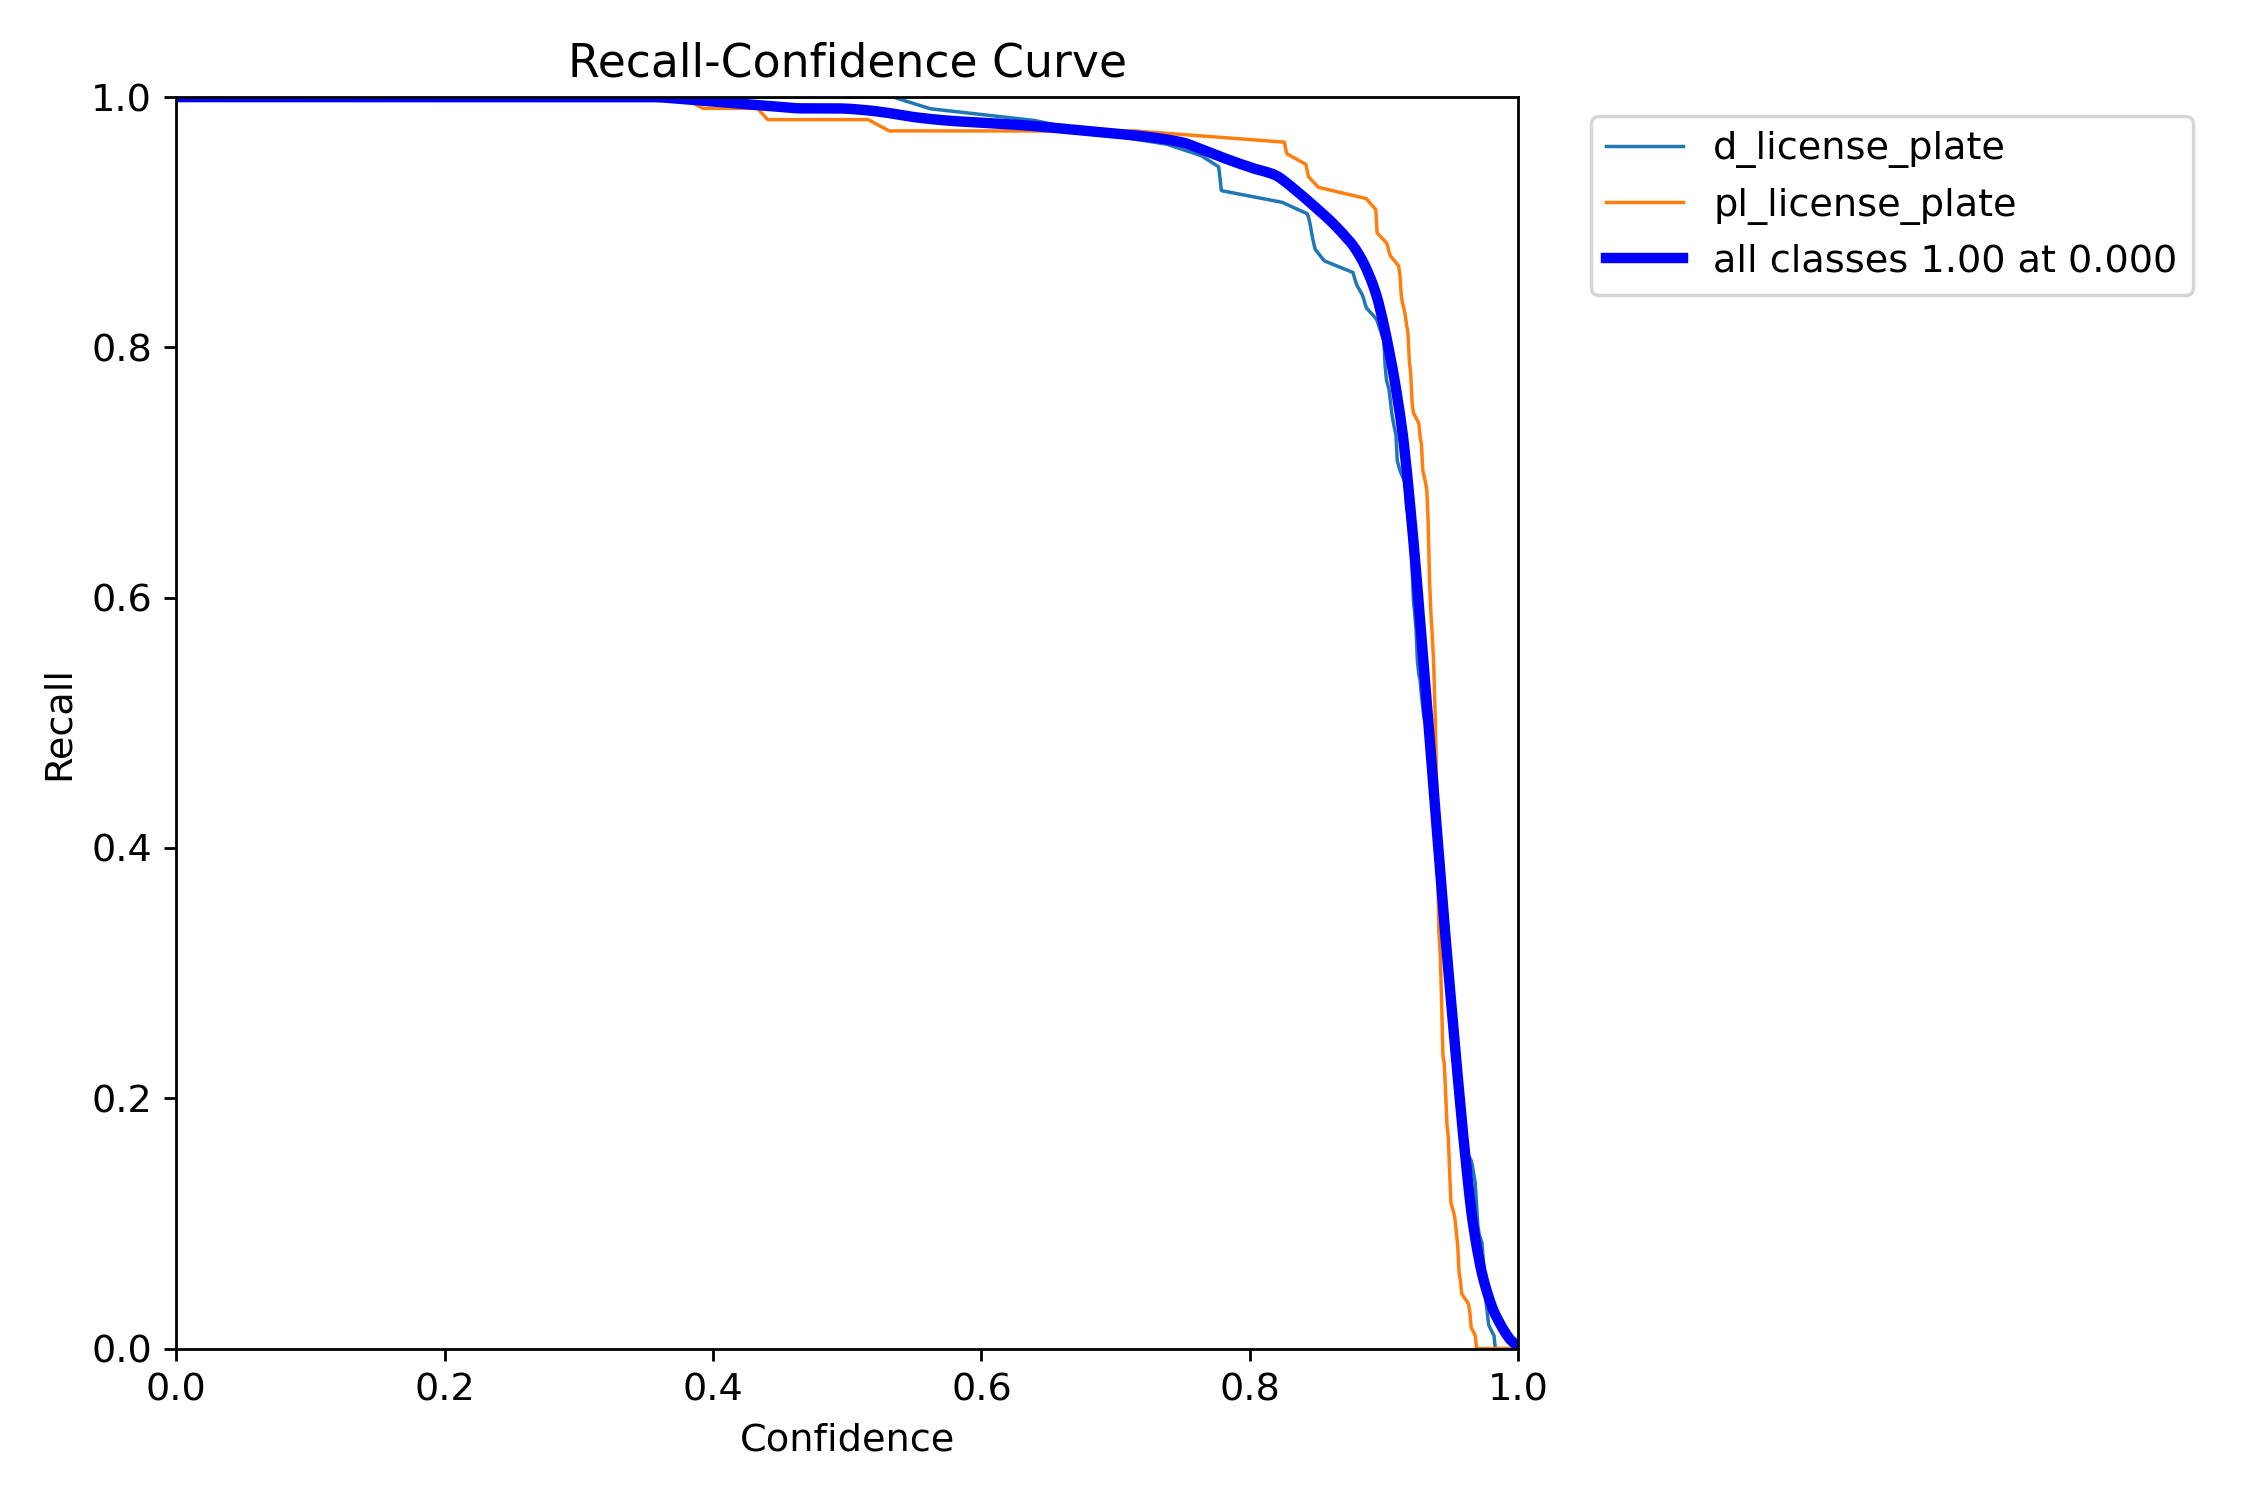 Recall-Confidence Curve
1.0
0.8
0.6
0.4
0.2
0.0
Recall
0.0 0.2 0.4 0.6 0.8 1.0
Confidence
d_license_plate
pl_license_plate
all classes 1.00 at 0.000